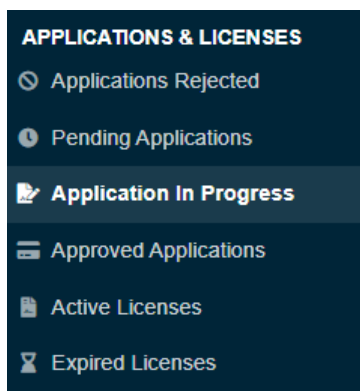 APPLICATIONS & LICENSES
Applications Rejected
Pending Applications
Application In Progress
Approved Applications
Active Licenses
Expired Licenses